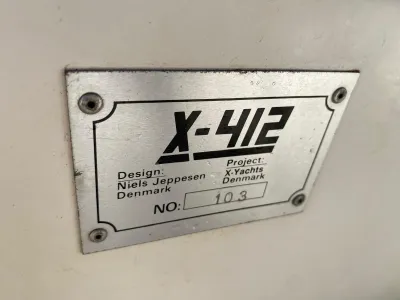 X-412
Design: Project:
Niels Jeppesen X-Yachts
Denmark Denmark
NO: 103